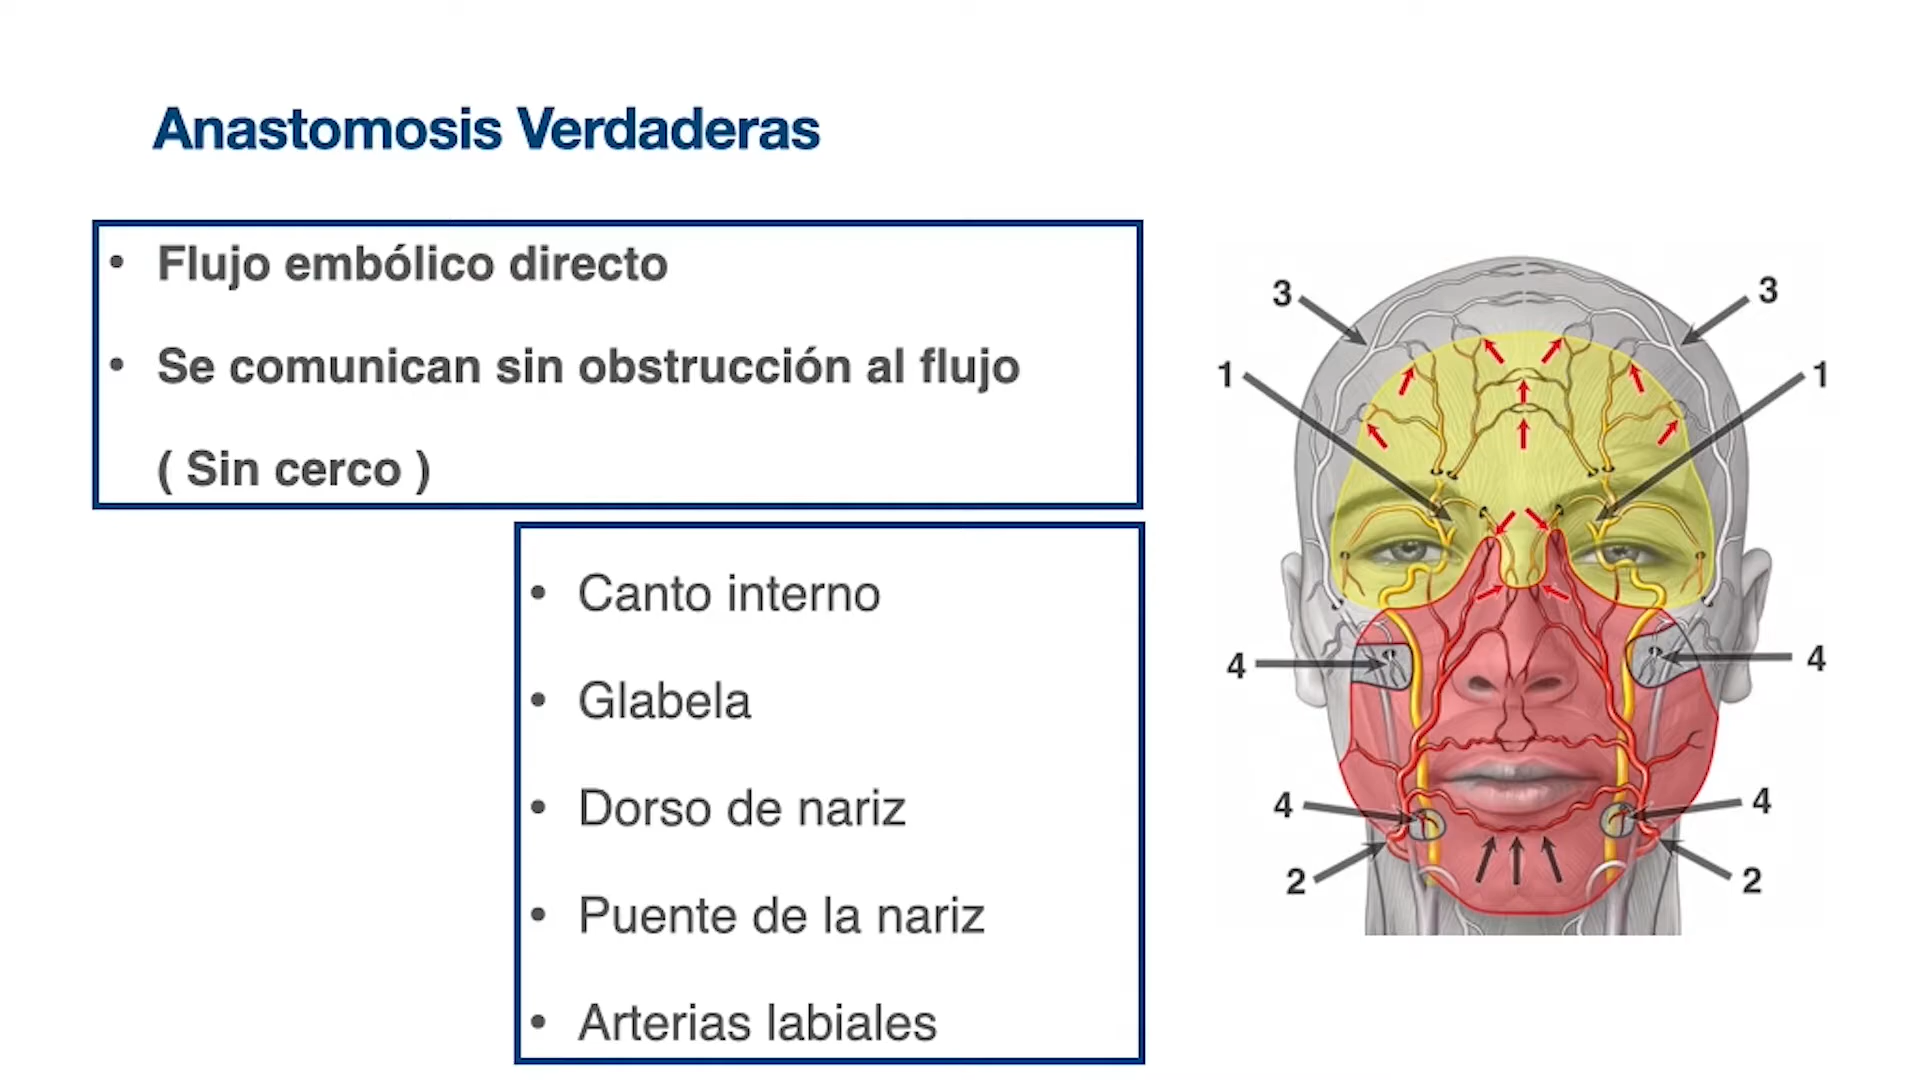 Anastomosis Verdaderas
• Flujo embólico directo
• Se comunican sin obstrucción al flujo
( Sin cerco )
• Canto interno
• Glabela
• Dorso de nariz
• Puente de la nariz
• Arterias labiales
3 3
1 1
4 4
4 4
2 2